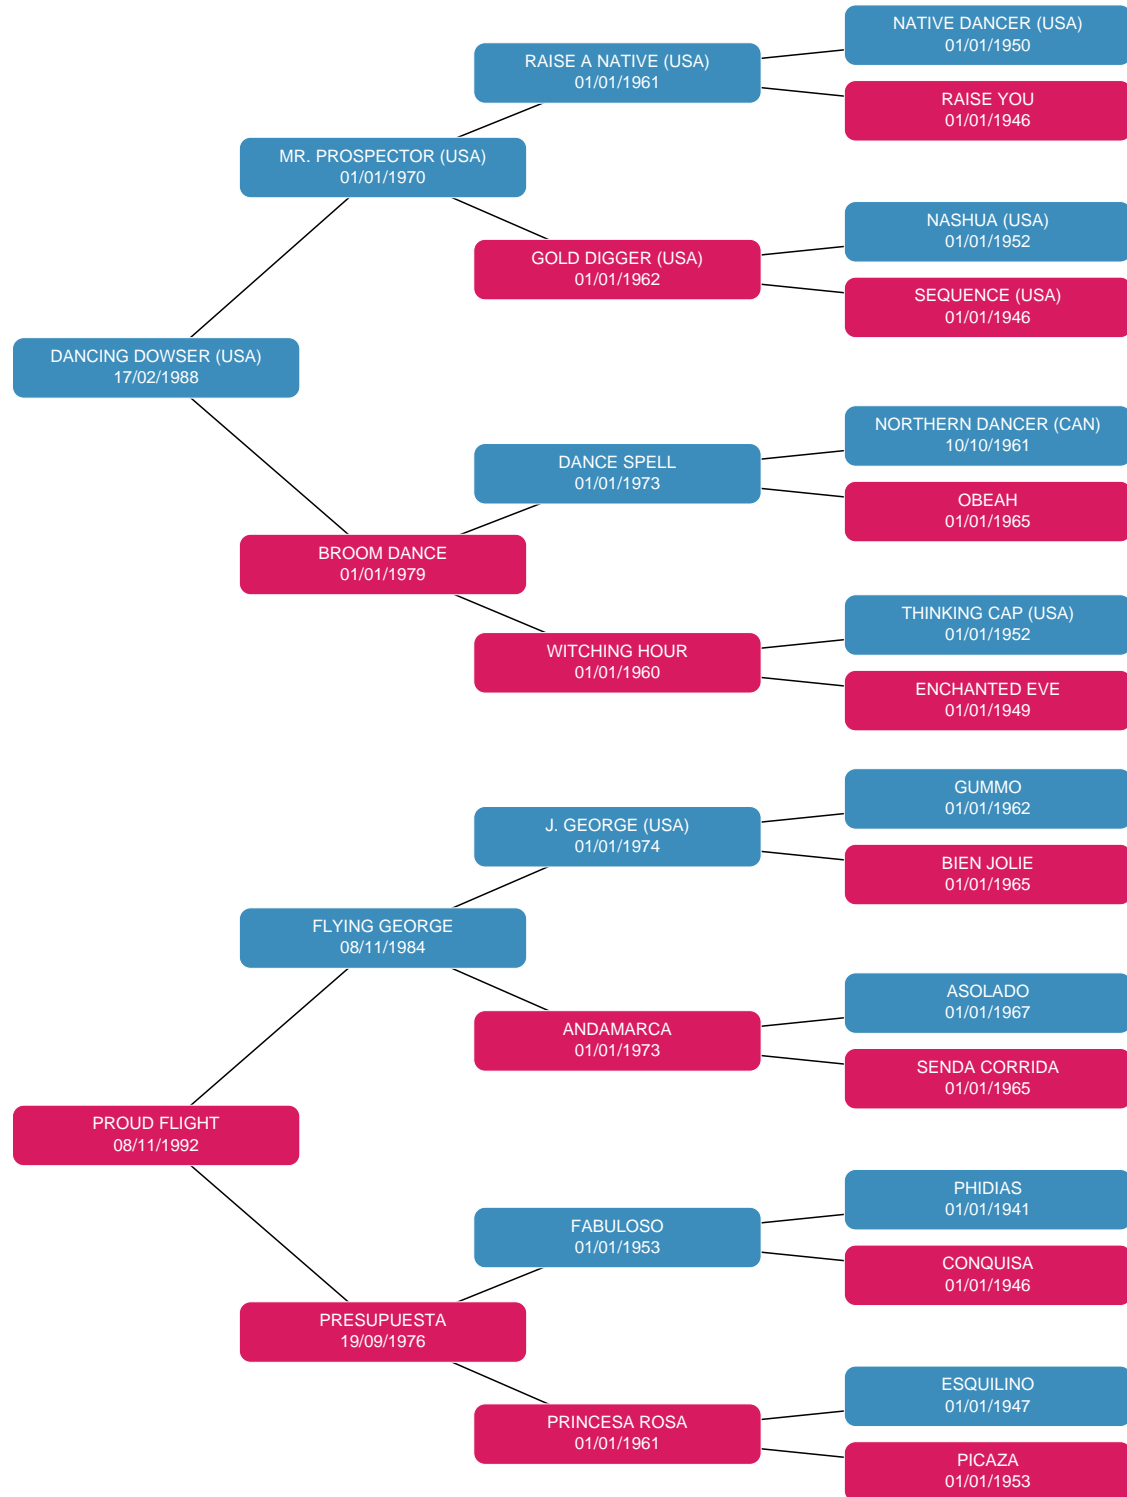 NATIVE DANCER (USA)
01/01/1950
RAISE A NATIVE (USA)
01/01/1961
RAISE YOU
01/01/1946
MR. PROSPECTOR (USA)
01/01/1970
NASHUA (USA)
01/01/1952
GOLD DIGGER (USA)
01/01/1962
SEQUENCE (USA)
01/01/1946
DANCING DOWSER (USA)
17/02/1988
NORTHERN DANCER (CAN)
10/10/1961
DANCE SPELL
01/01/1973
OBEAH
01/01/1965
BROOM DANCE
01/01/1979
THINKING CAP (USA)
01/01/1952
WITCHING HOUR
01/01/1960
ENCHANTED EVE
01/01/1949
GUMMO
01/01/1962
J. GEORGE (USA)
01/01/1974
BIEN JOLIE
01/01/1965
FLYING GEORGE
08/11/1984
ASOLADO
01/01/1967
ANDAMARCA
01/01/1973
SENDA CORRIDA
01/01/1965
PROUD FLIGHT
08/11/1992
PHIDIAS
01/01/1941
FABULOSO
01/01/1953
CONQUISA
01/01/1946
PRESUPUESTA
19/09/1976
ESQUILINO
01/01/1947
PRINCESA ROSA
01/01/1961
PICAZA
01/01/1953